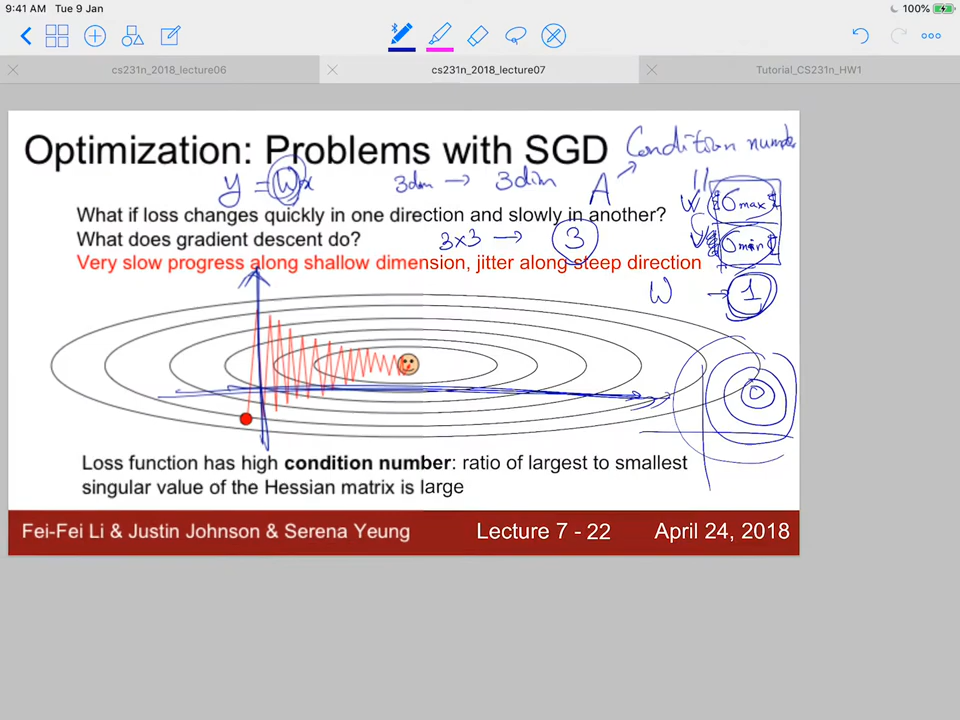 9:41 AM Tue 9 Jan
100%
cs231n_2018_lecture06
cs231n_2018_lecture07
Tutorial_CS231n_HW1
Optimization: Problems with SGD
Condition numbe
y = Wx
3dim → 3dim
A
σmax
What if loss changes quickly in one direction and slowly in another?
What does gradient descent do?
3x3 → 3
σmin
Very slow progress along shallow dimension, jitter along steep direction
W → 1
Loss function has high condition number: ratio of largest to smallest
singular value of the Hessian matrix is large
Fei-Fei Li & Justin Johnson & Serena Yeung
Lecture 7 - 22
April 24, 2018